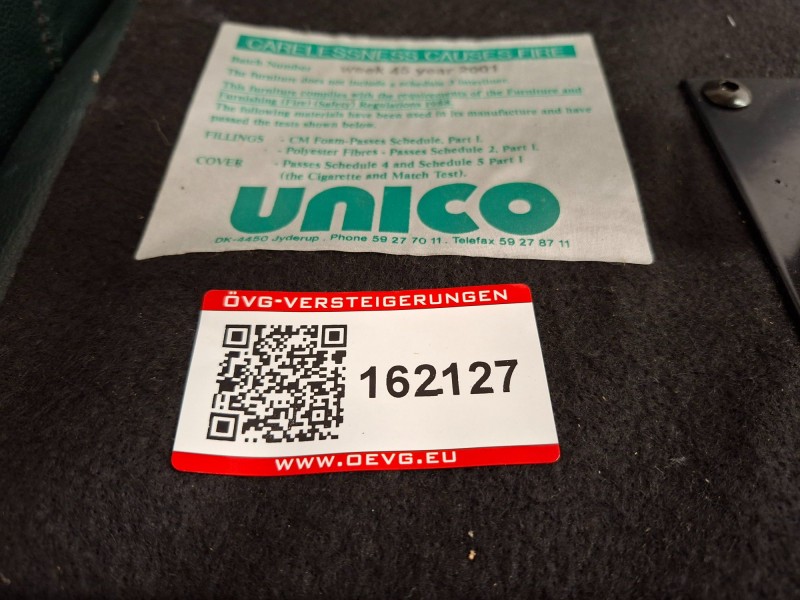 CARELESSNESS CAUSES FIRE
Batch Number week 45 year 2001
The furniture does not include a schedule 3 interliner
This furniture complies with the requirements of the Furniture and
Furnishing (Fire) (Safety) Regulations 1988
The following materials have been used in its manufacture and have
passed the tests shown below.
FILLINGS - CM Foam-Passes Schedule, Part I.
- Polyester Fibres - Passes Schedule 2, Part I.
COVER - Passes Schedule 4 and Schedule 5 Part I
(the Cigarette and Match Test).
UNICO
DK-4450 Jyderup . Phone 59 27 70 11 . Telefax 59 27 87 11
ÖVG-VERSTEIGERUNGEN
162127
WWW.OEVG.EU